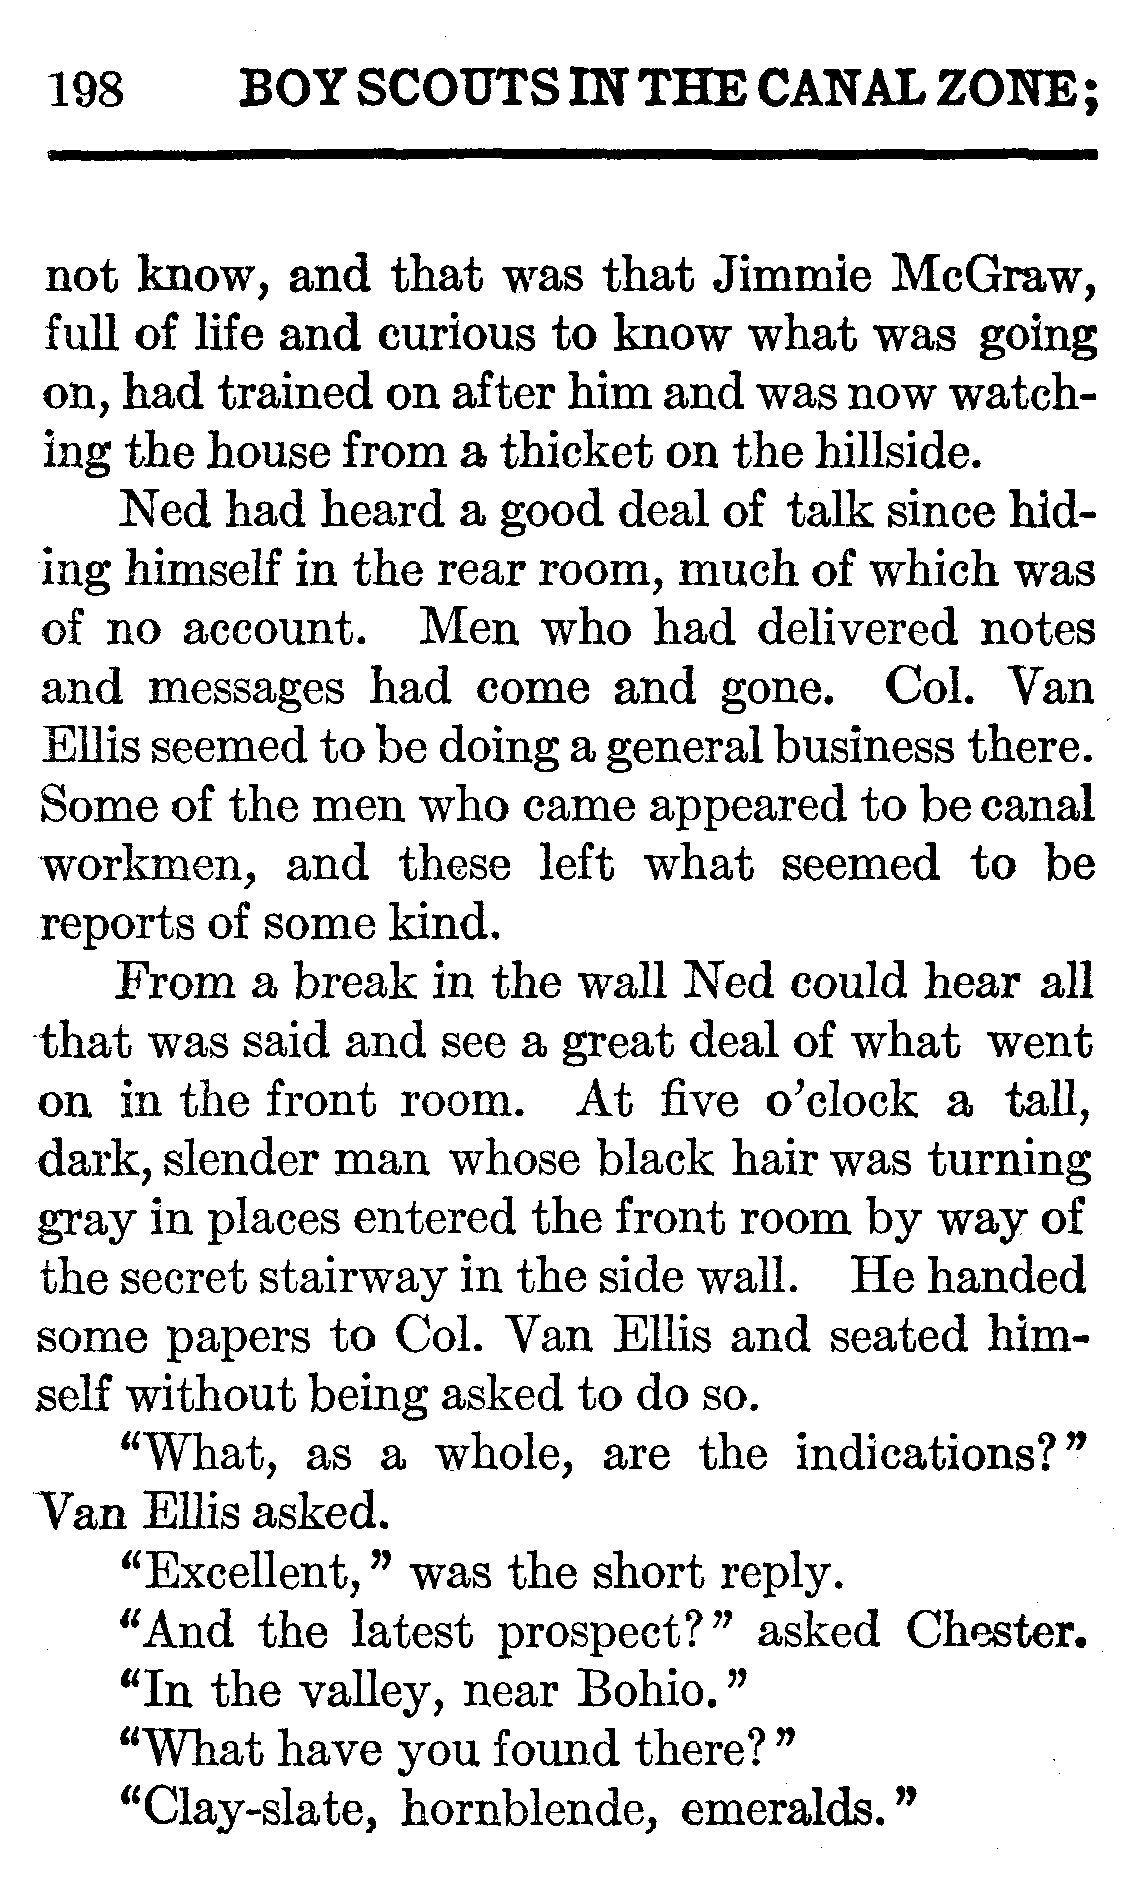 198 BOY SCOUTS IN THE CANAL ZONE;
not know, and that was that Jimmie McGraw,
full of life and curious to know what was going
on, had trained on after him and was now watch-
ing the house from a thicket on the hillside.
Ned had heard a good deal of talk since hid-
ing himself in the rear room, much of which was
of no account. Men who had delivered notes
and messages had come and gone. Col. Van
Ellis seemed to be doing a general business there.
Some of the men who came appeared to be canal
workmen, and these left what seemed to be
reports of some kind.
From a break in the wall Ned could hear all
that was said and see a great deal of what went
on in the front room. At five o'clock a tall,
dark, slender man whose black hair was turning
gray in places entered the front room by way of
the secret stairway in the side wall. He handed
some papers to Col. Van Ellis and seated him-
self without being asked to do so.
"What, as a whole, are the indications?"
Van Ellis asked.
"Excellent," was the short reply.
"And the latest prospect?" asked Chester.
"In the valley, near Bohio."
"What have you found there?"
"Clay-slate, hornblende, emeralds."